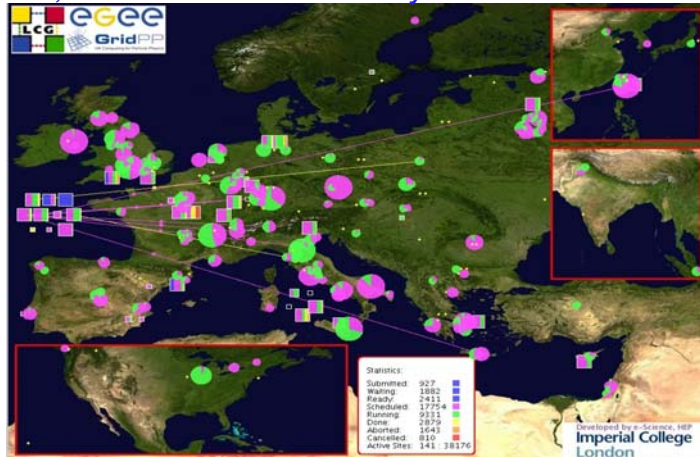 LCG
egee
GridPP
UK Computing for Particle Physics
Statistics:
Submitted: 927
Waiting: 1882
Ready: 2411
Scheduled: 17754
Running: 9331
Done: 2879
Aborted: 1643
Cancelled: 810
Active Sites: 141 : 38176
Developed by e-Science, HEP
Imperial College
London